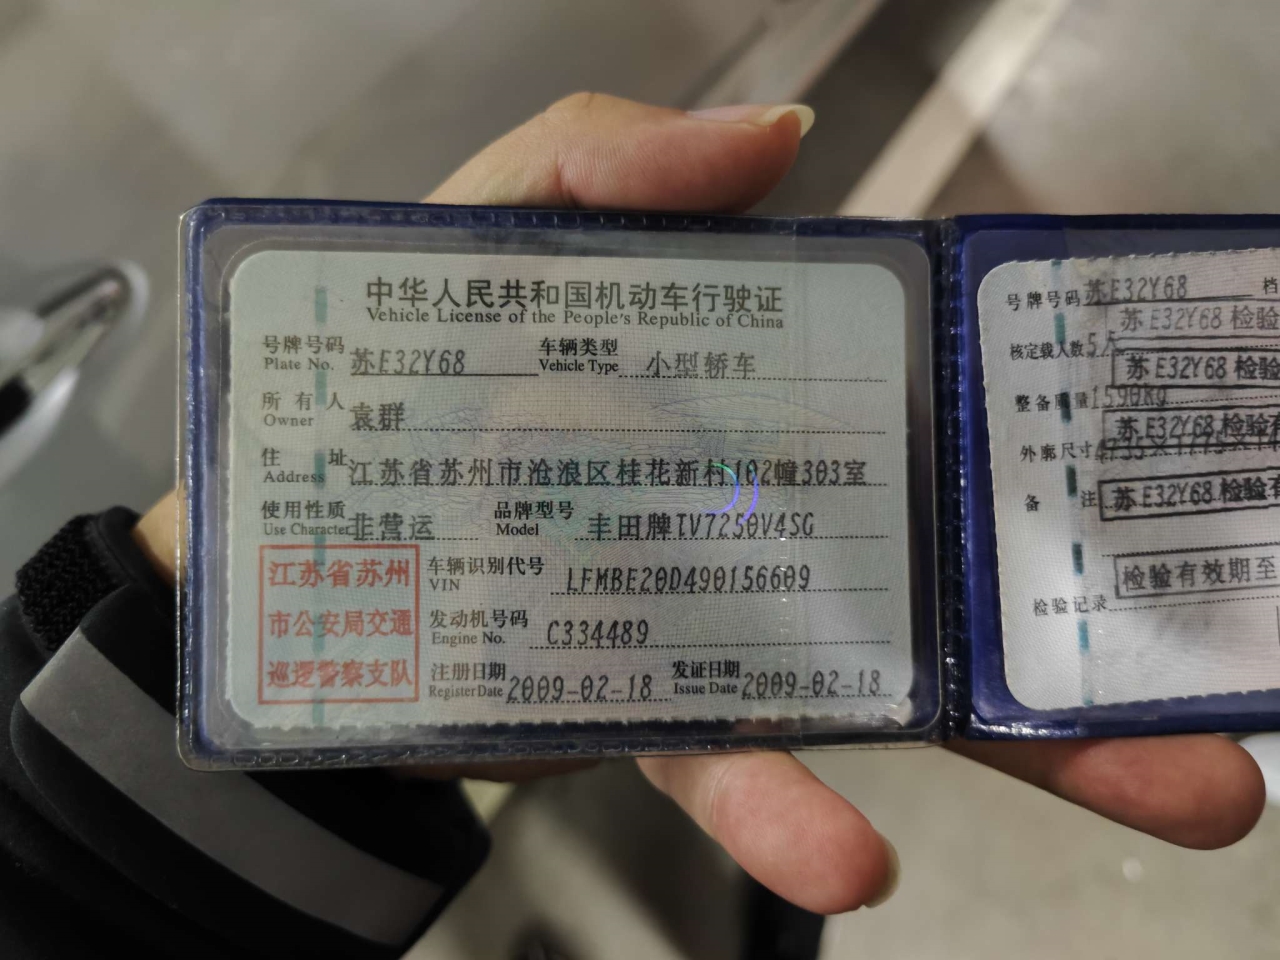 中华人民共和国机动车行驶证
Vehicle License of the People's Republic of China
号牌号码 Plate No. 苏E32Y68 车辆类型 Vehicle Type 小型轿车
所有人 Owner 袁群
住址 Address 江苏省苏州市沧浪区桂花新村102幢303室
使用性质 Use Character 非营运 品牌型号 Model 丰田牌TV7250V4SG
车辆识别代号 VIN LFMBE20D490156609
发动机号码 Engine No. C334489
注册日期 Register Date 2009-02-18 发证日期 Issue Date 2009-02-18
江苏省苏州
市公安局交通
巡逻警察支队
号牌号码 苏E32Y68 档
苏E32Y68 检验
核定载人数 5人
苏E32Y68 检验
整备质量 1590kg
苏E32Y68 检验有
外廓尺寸
备注 苏E32Y68 检验有
检验有效期至
检验记录